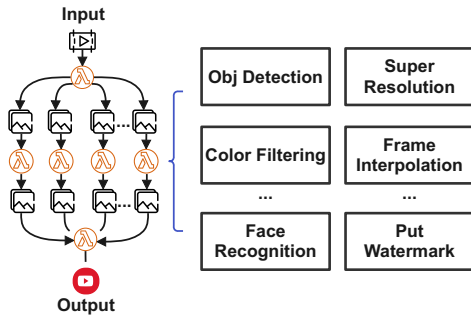 Input
Obj Detection
Super
Resolution
Color Filtering
Frame
Interpolation
...
...
...
...
Face
Recognition
Put
Watermark
Output